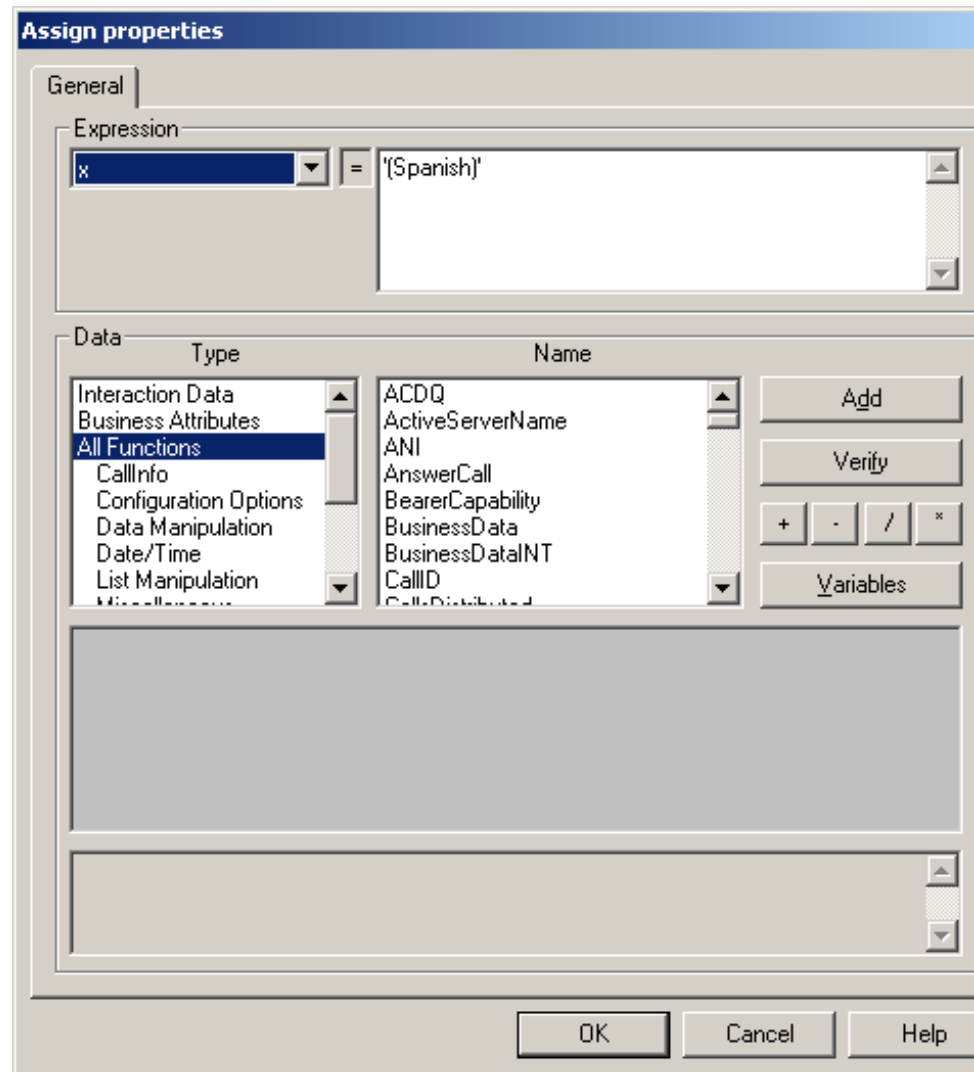 Assign properties
General
Expression
x = '(Spanish)'
Data
Type Name
Interaction Data
Business Attributes
All Functions
CallInfo
Configuration Options
Data Manipulation
Date/Time
List Manipulation
ACDQ
ActiveServerName
ANI
AnswerCall
BearerCapability
BusinessData
BusinessDataINT
CallID
CallsDistributed
Add
Verify
+ - / *
Variables
OK Cancel Help